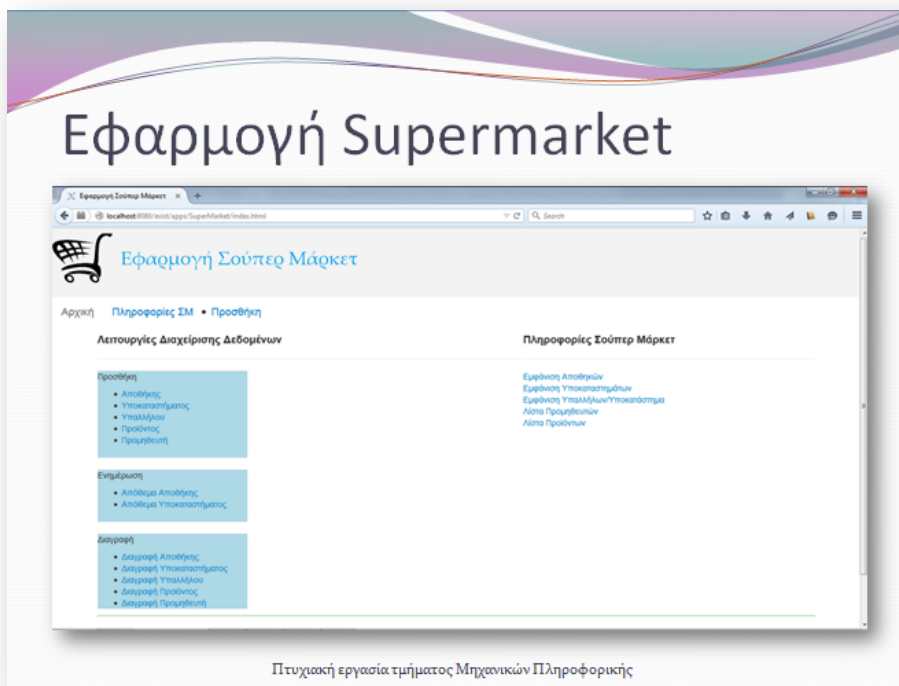 Εφαρμογή Supermarket
Εφαρμογή Σούπερ Μάρκετ
localhost:8080/exist/apps/SuperMarket/index.html
Search
Εφαρμογή Σούπερ Μάρκετ
Αρχική Πληροφορίες ΣΜ • Προσθήκη
Λειτουργίες Διαχείρισης Δεδομένων
Προσθήκη
• Αποθήκης
• Υποκαταστήματος
• Υπαλλήλου
• Προϊόντος
• Προμηθευτή
Ενημέρωση
• Απόθεμα Αποθήκης
• Απόθεμα Υποκαταστήματος
Διαγραφή
• Διαγραφή Αποθήκης
• Διαγραφή Υποκαταστήματος
• Διαγραφή Υπαλλήλου
• Διαγραφή Προϊόντος
• Διαγραφή Προμηθευτή
Πληροφορίες Σούπερ Μάρκετ
Εμφάνιση Αποθηκών
Εμφάνιση Υποκαταστημάτων
Εμφάνιση Υπαλλήλων/Υποκατάστημα
Λίστα Προμηθευτών
Λίστα Προϊόντων
Πτυχιακή εργασία τμήματος Μηχανικών Πληροφορικής